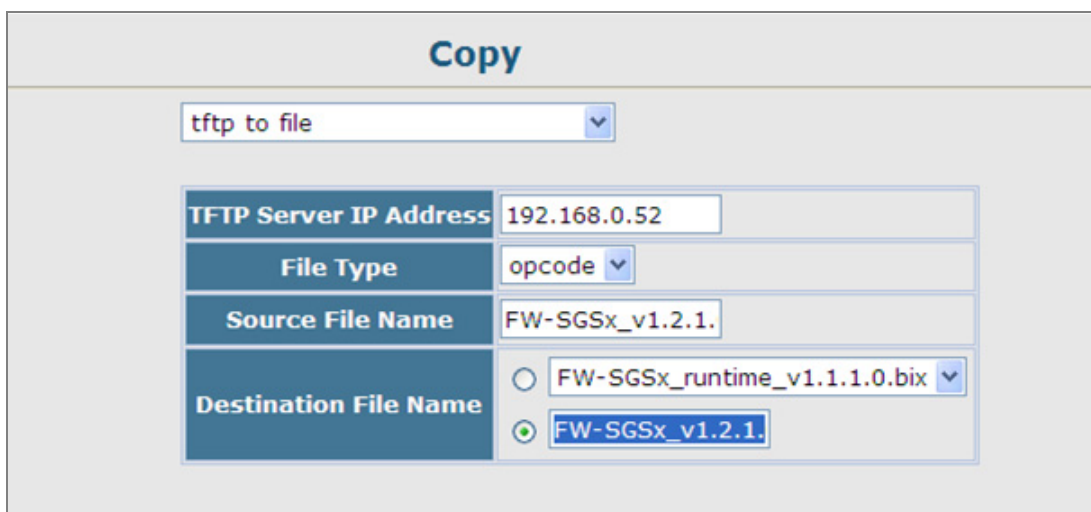 Copy
tftp to file
TFTP Server IP Address 192.168.0.52
File Type opcode
Source File Name FW-SGSx_v1.2.1.
Destination File Name FW-SGSx_runtime_v1.1.1.0.bix
FW-SGSx_v1.2.1.